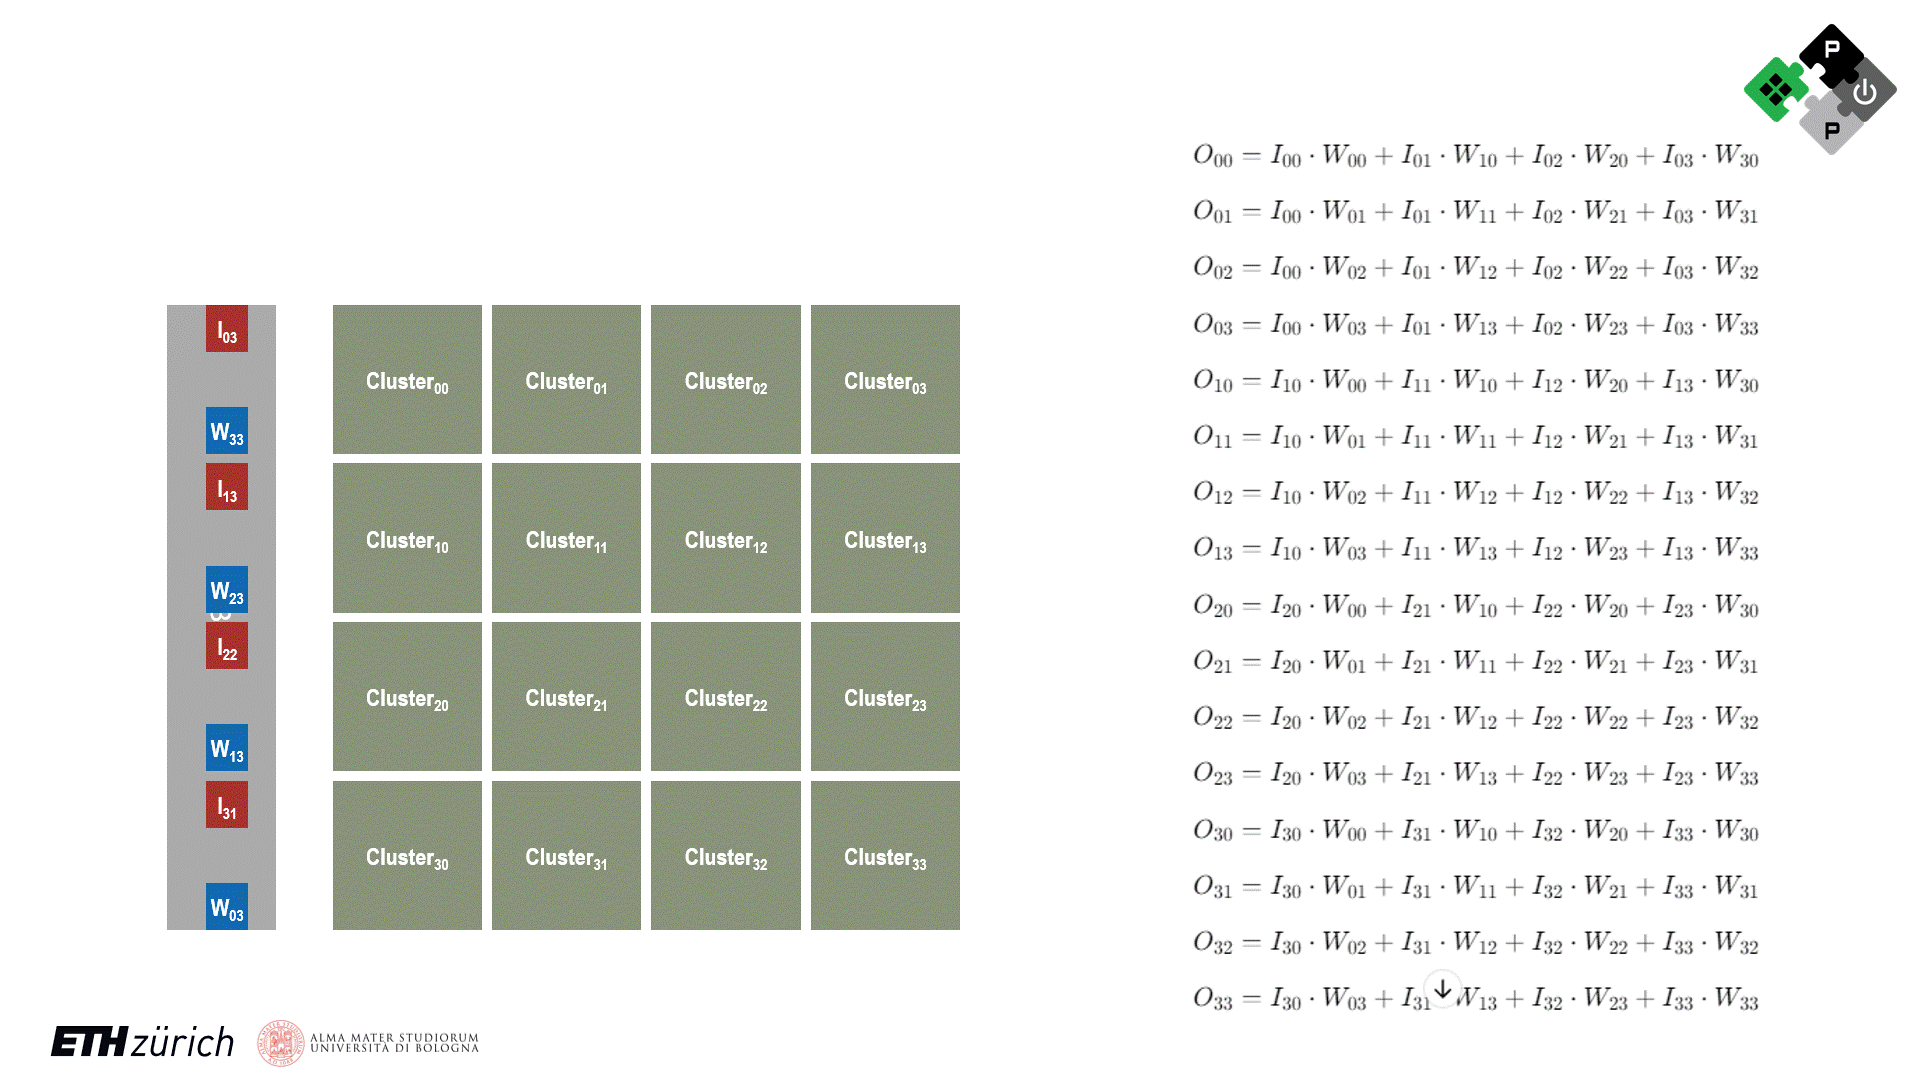 P
P
O00 = I00 · W00 + I01 · W10 + I02 · W20 + I03 · W30
O01 = I00 · W01 + I01 · W11 + I02 · W21 + I03 · W31
O02 = I00 · W02 + I01 · W12 + I02 · W22 + I03 · W32
O03 = I00 · W03 + I01 · W13 + I02 · W23 + I03 · W33
O10 = I10 · W00 + I11 · W10 + I12 · W20 + I13 · W30
O11 = I10 · W01 + I11 · W11 + I12 · W21 + I13 · W31
O12 = I10 · W02 + I11 · W12 + I12 · W22 + I13 · W32
O13 = I10 · W03 + I11 · W13 + I12 · W23 + I13 · W33
O20 = I20 · W00 + I21 · W10 + I22 · W20 + I23 · W30
O21 = I20 · W01 + I21 · W11 + I22 · W21 + I23 · W31
O22 = I20 · W02 + I21 · W12 + I22 · W22 + I23 · W32
O23 = I20 · W03 + I21 · W13 + I22 · W23 + I23 · W33
O30 = I30 · W00 + I31 · W10 + I32 · W20 + I33 · W30
O31 = I30 · W01 + I31 · W11 + I32 · W21 + I33 · W31
O32 = I30 · W02 + I31 · W12 + I32 · W22 + I33 · W32
O33 = I30 · W03 + I31 W13 + I32 · W23 + I33 · W33
I03
W33
I13
W23
I22
W13
I31
W03
Cluster00 Cluster01 Cluster02 Cluster03
Cluster10 Cluster11 Cluster12 Cluster13
Cluster20 Cluster21 Cluster22 Cluster23
Cluster30 Cluster31 Cluster32 Cluster33
ETH zürich
ALMA MATER STUDIORUM
UNIVERSITÀ DI BOLOGNA